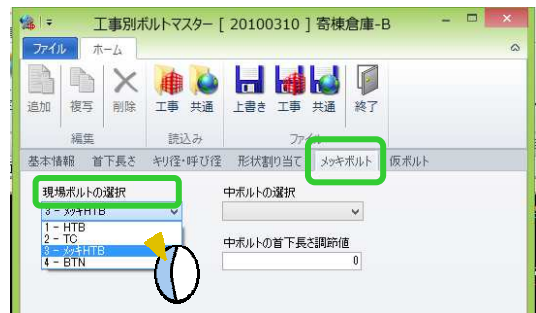 工事別ボルトマスター [ 20100310 ] 寄棟倉庫-B
ファイル ホーム
追加 複写 削除 工事 共通 上書き 工事 共通 終了
編集 読込み ファイル
基本情報 首下長さ キリ径・呼び径 形状割り当て メッキボルト 仮ボルト
現場ボルトの選択 中ボルトの選択
3 - メッキHTB
1 - HTB
2 - TC
3 - メッキHTB
4 - BTN
中ボルトの首下長さ調節値
0